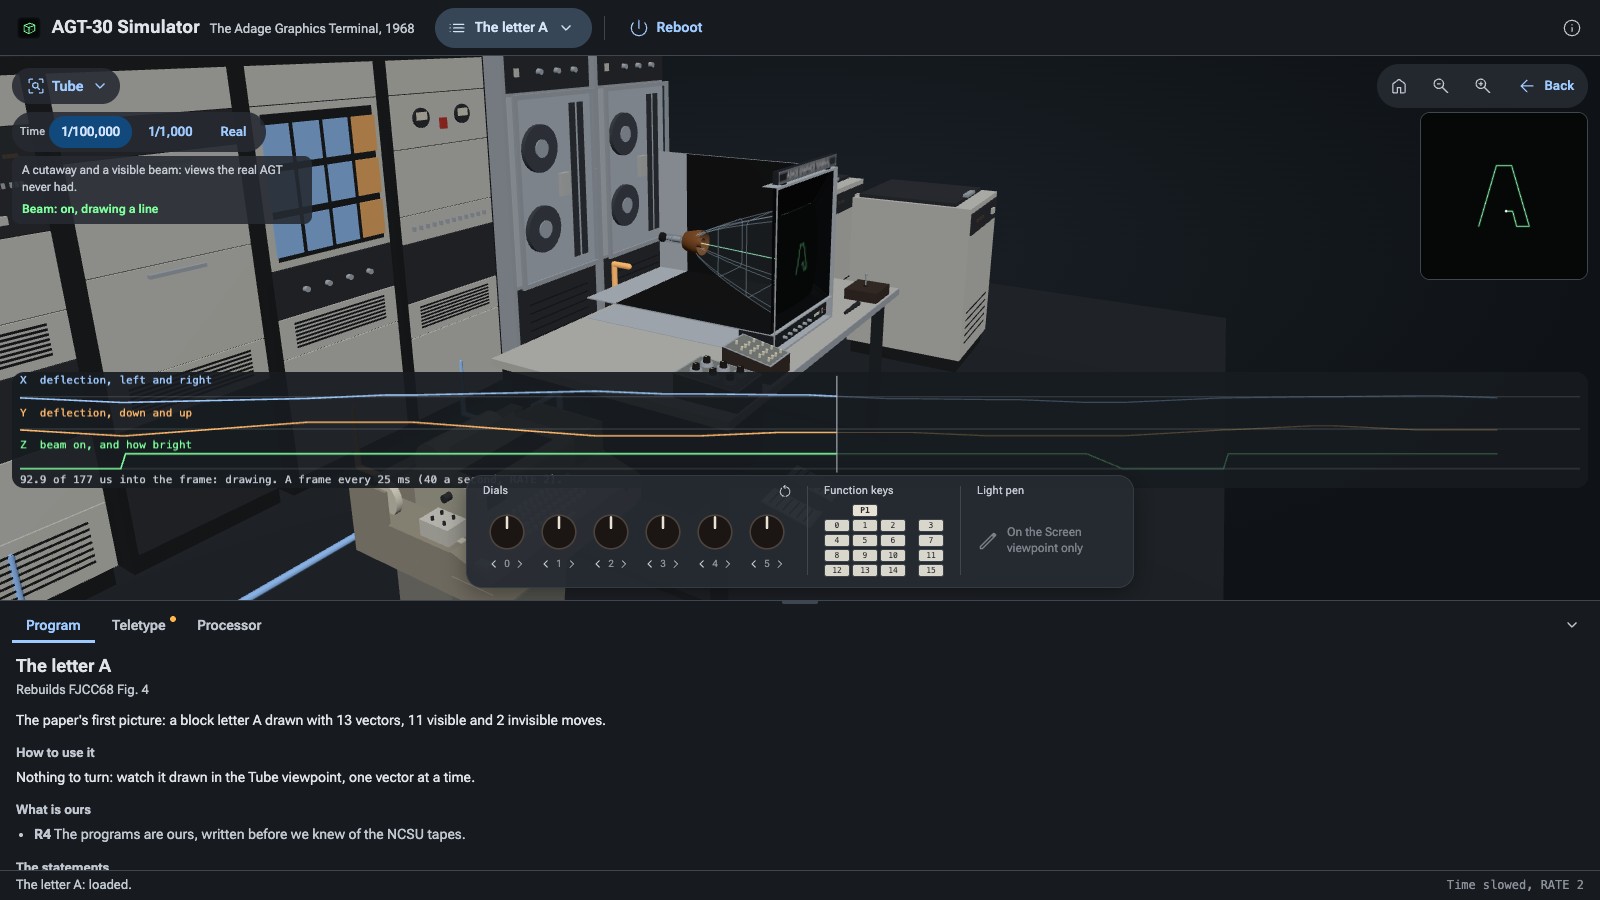 AGT-30 Simulator The Adage Graphics Terminal, 1968 The letter A Reboot
Tube
Back
Time 1/100,000 1/1,000 Real
A cutaway and a visible beam: views the real AGT
never had.
Beam: on, drawing a line
X deflection, left and right
Y deflection, down and up
Z beam on, and how bright
92.9 of 177 us into the frame: drawing. A frame every 25 ms (40 a
Dials Function keys Light pen
P1
0 1 2 3
4 5 6 7
8 9 10 11
12 13 14 15
On the Screen
viewpoint only
0 1 2 3 4 5
Program Teletype Processor
The letter A
Rebuilds FJCC68 Fig. 4
The paper's first picture: a block letter A drawn with 13 vectors, 11 visible and 2 invisible moves.
How to use it
Nothing to turn: watch it drawn in the Tube viewpoint, one vector at a time.
What is ours
• R4 The programs are ours, written before we knew of the NCSU tapes.
The statements
The letter A: loaded.
Time slowed, RATE 2